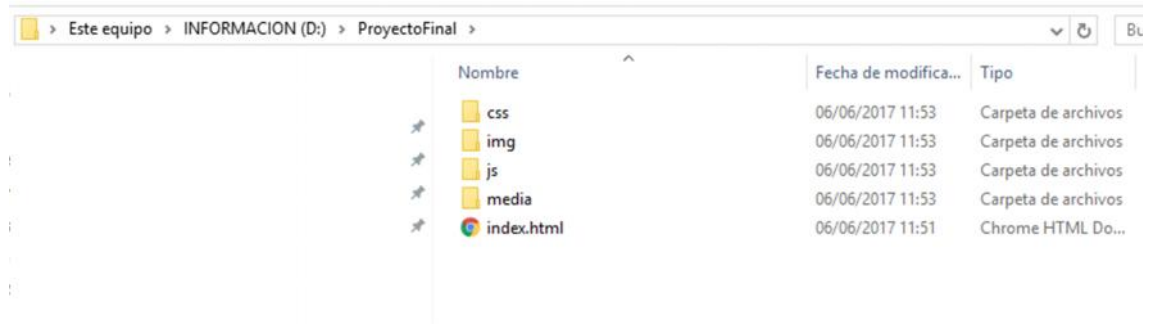 Este equipo > INFORMACION (D:) > ProyectoFinal >
Nombre Fecha de modifica... Tipo
css 06/06/2017 11:53 Carpeta de archivos
img 06/06/2017 11:53 Carpeta de archivos
js 06/06/2017 11:53 Carpeta de archivos
media 06/06/2017 11:53 Carpeta de archivos
index.html 06/06/2017 11:51 Chrome HTML Do...